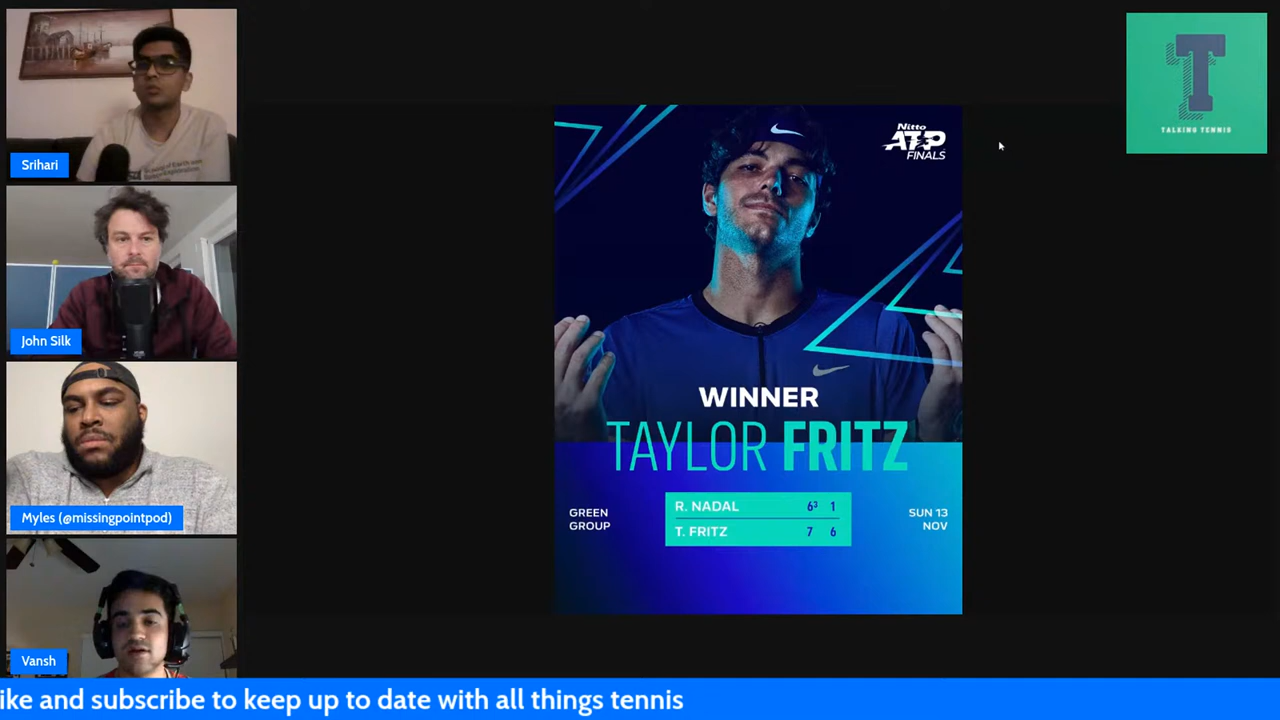 Srihari
John Silk
Myles (@missingpointpod)
Vansh
Nitto
ATP
FINALS
WINNER
TAYLOR FRITZ
GREEN
GROUP
R. NADAL 6³ 1
T. FRITZ 7 6
SUN 13
NOV
T
TALKING TENNIS
ike and subscribe to keep up to date with all things tennis